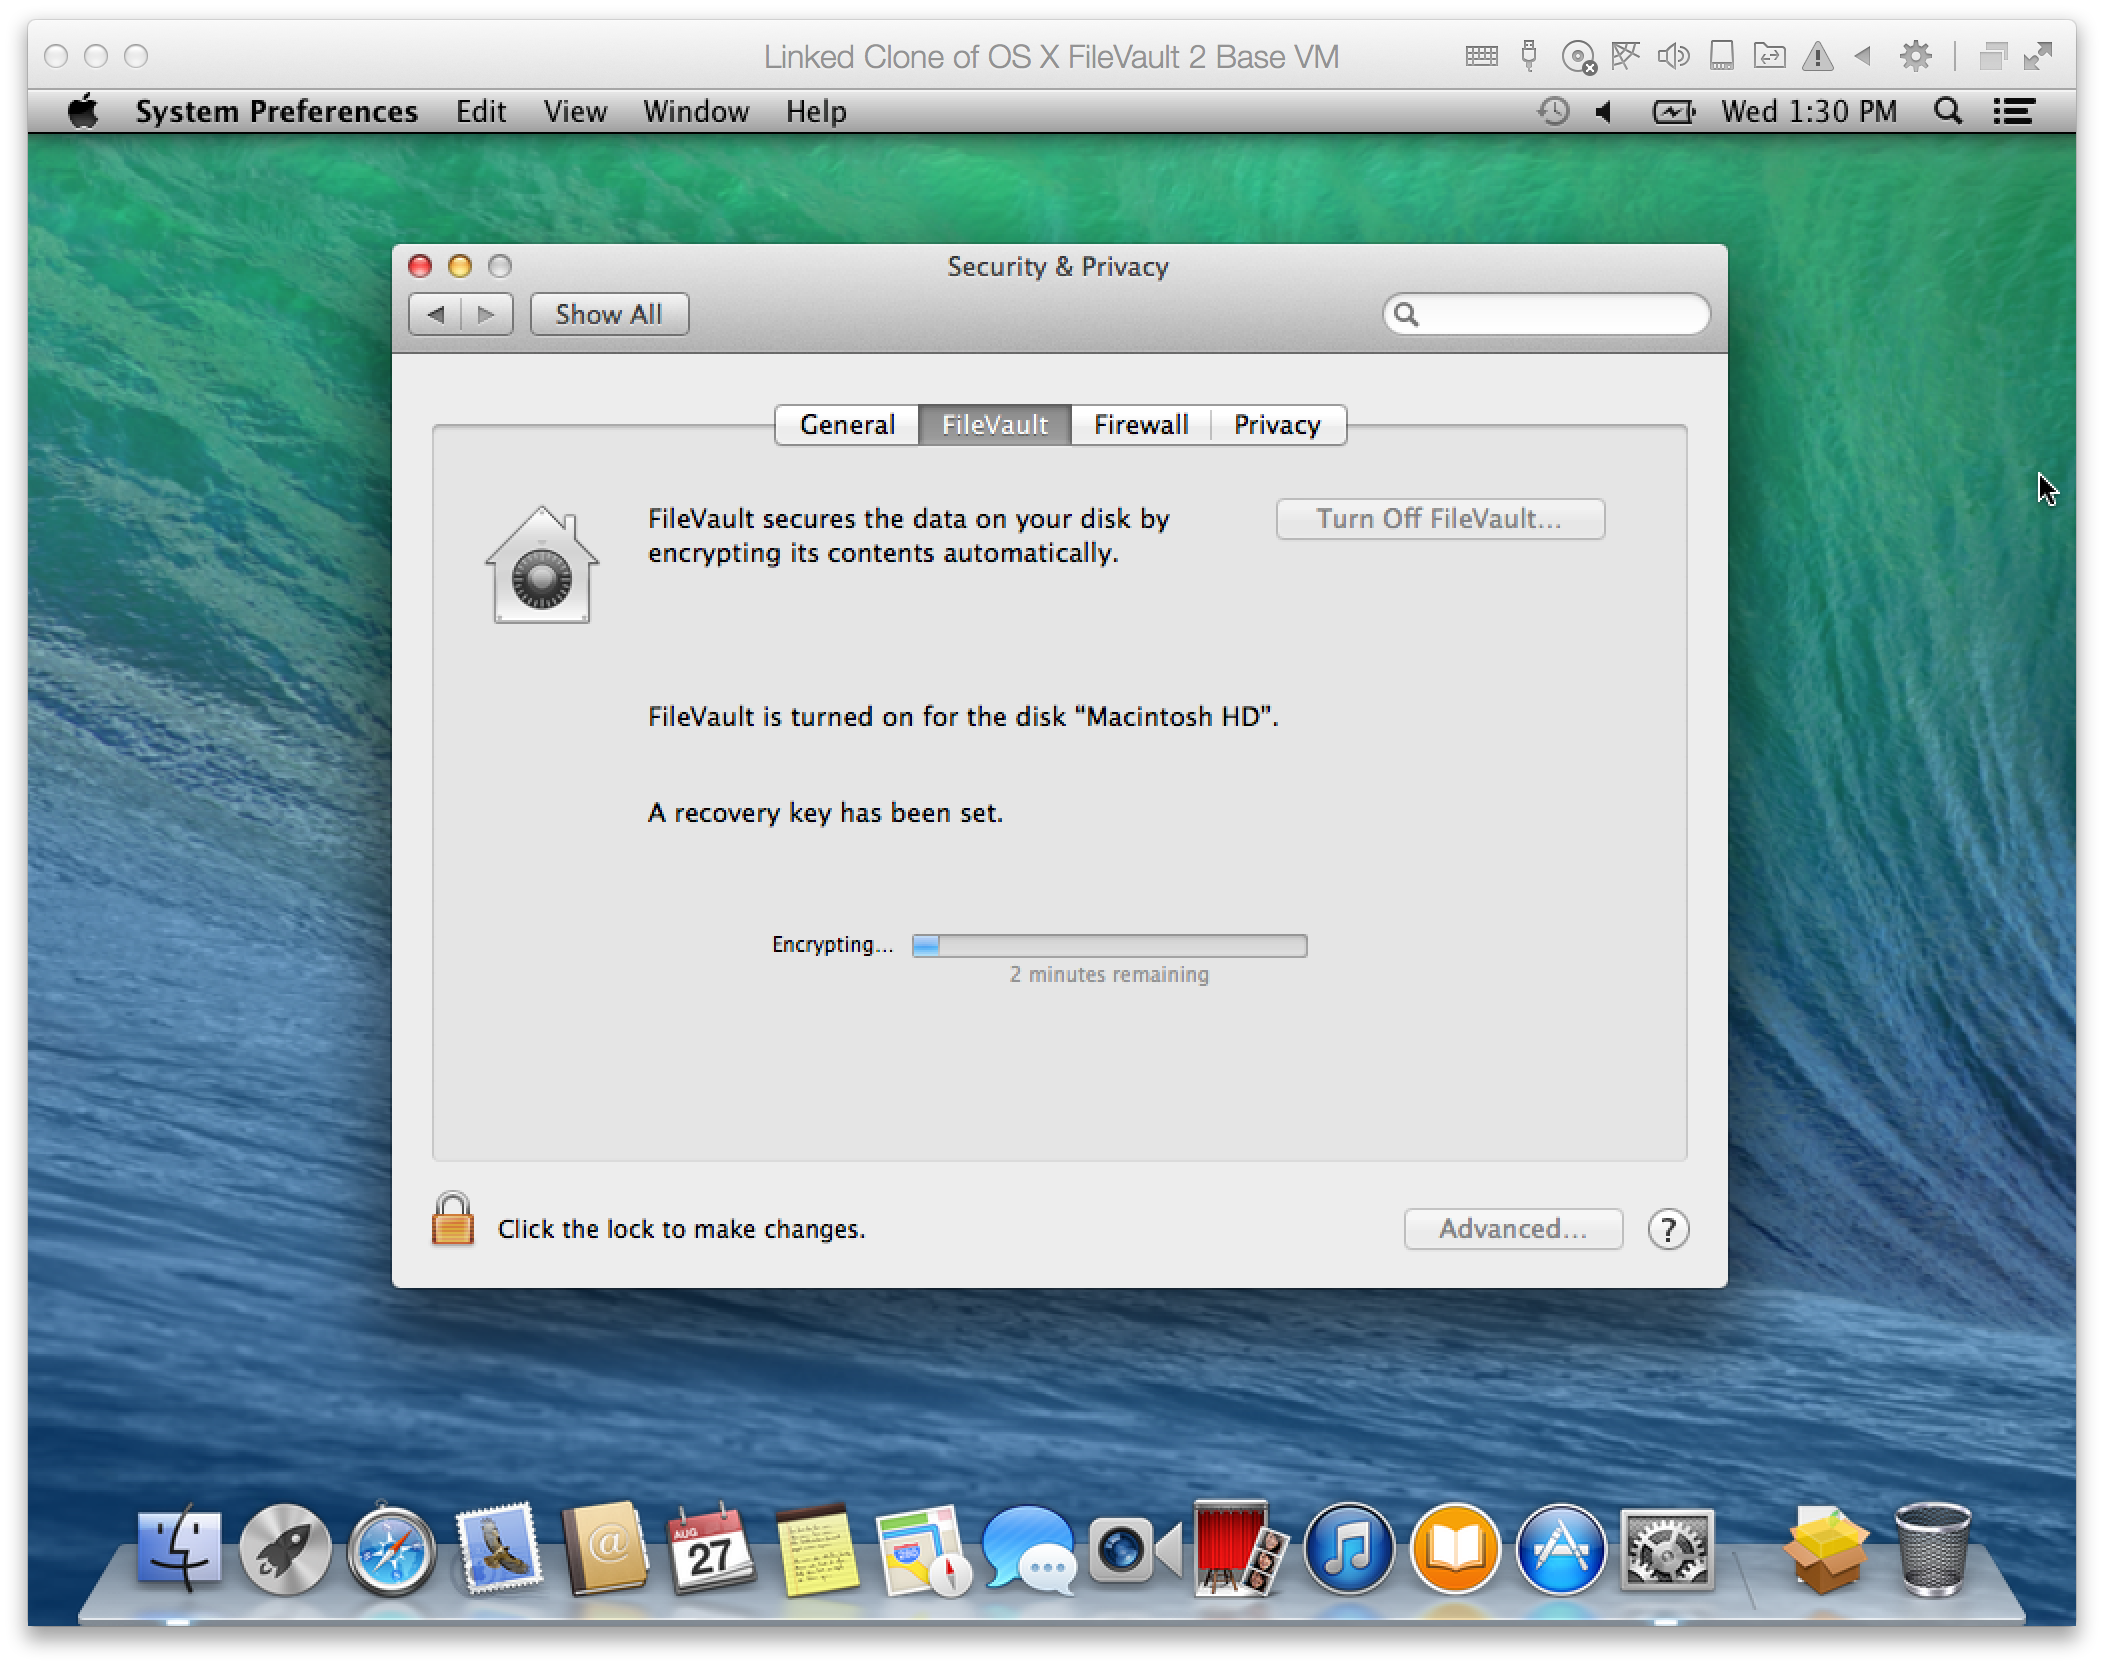 Linked Clone of OS X FileVault 2 Base VM
System Preferences Edit View Window Help Wed 1:30 PM
Security & Privacy
Show All
General FileVault Firewall Privacy
FileVault secures the data on your disk by
encrypting its contents automatically.
Turn Off FileVault...
FileVault is turned on for the disk “Macintosh HD”.
A recovery key has been set.
Encrypting...
2 minutes remaining
Click the lock to make changes.
Advanced...
?
@
AUG
27
280